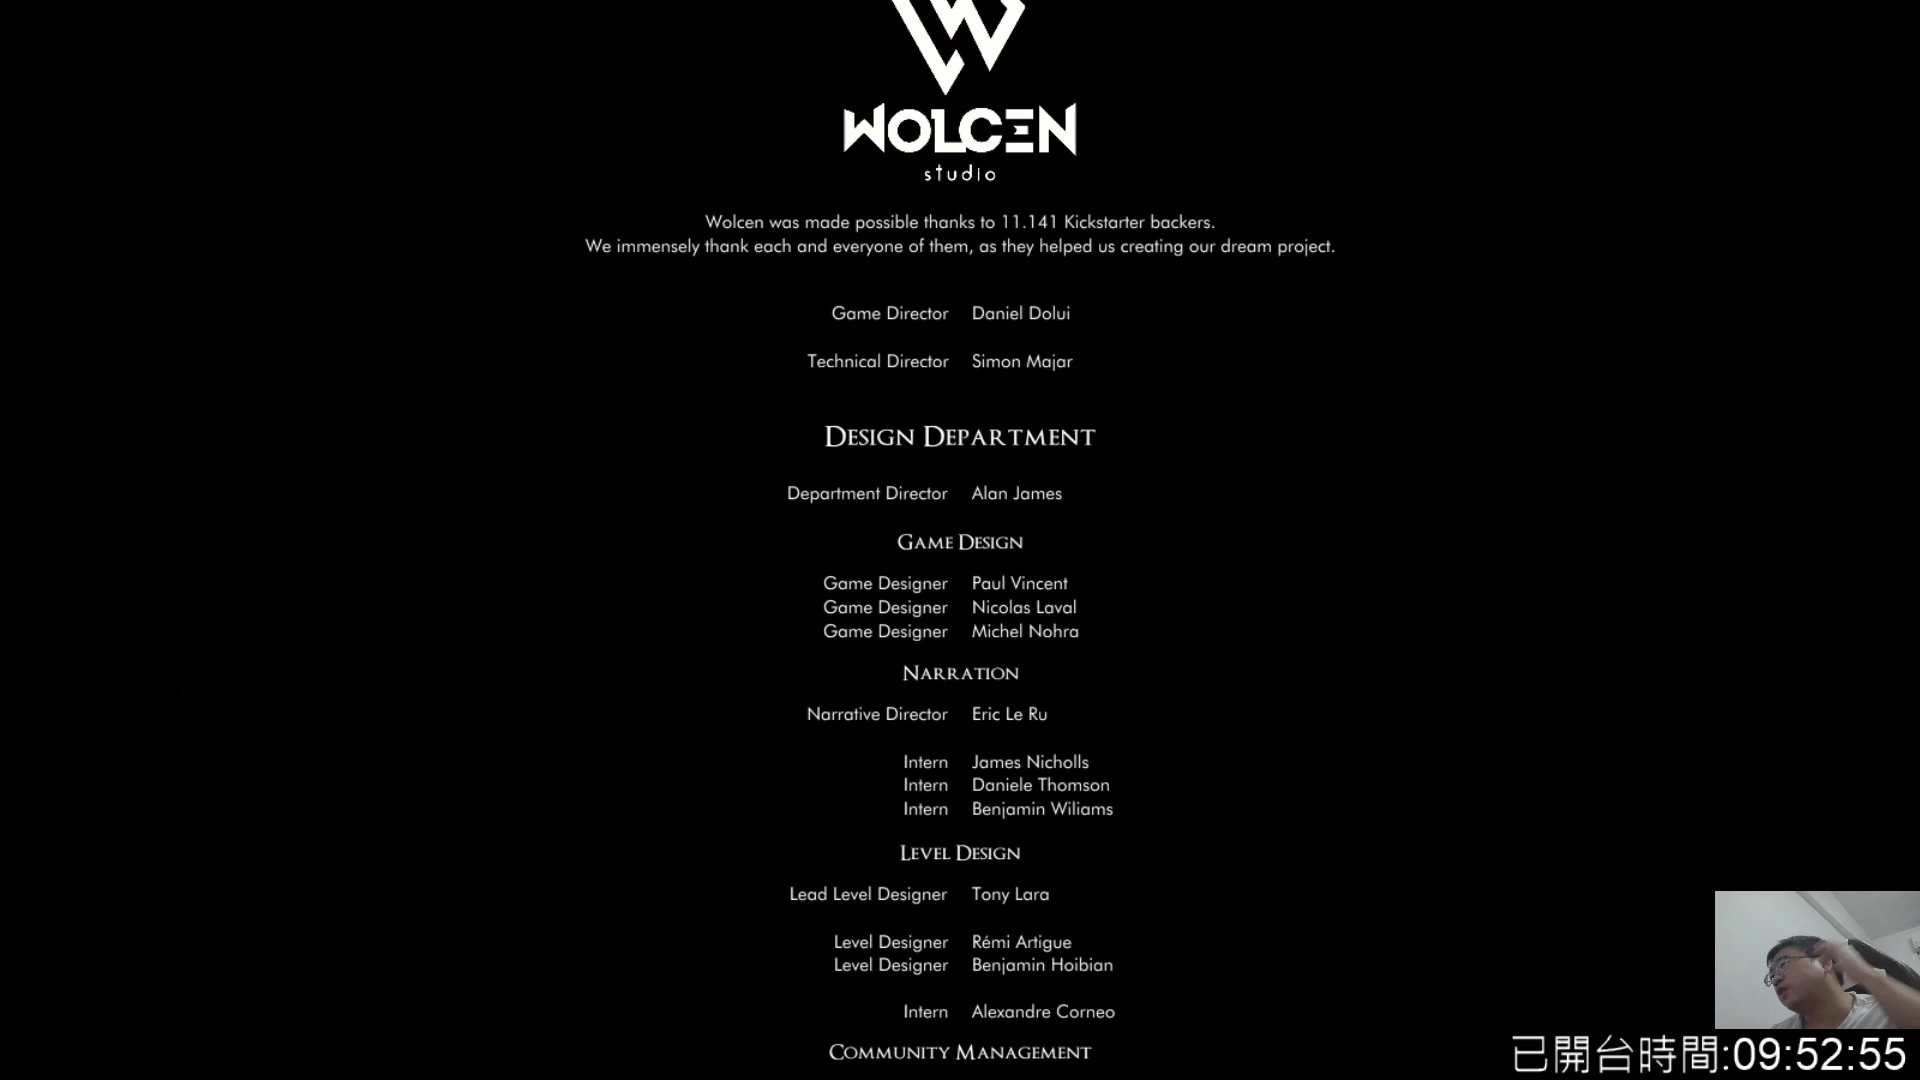 WOLCEN
studio
Wolcen was made possible thanks to 11.141 Kickstarter backers.
We immensely thank each and everyone of them, as they helped us creating our dream project.
Game Director Daniel Dolui
Technical Director Simon Majar
DESIGN DEPARTMENT
Department Director Alan James
GAME DESIGN
Game Designer Paul Vincent
Game Designer Nicolas Laval
Game Designer Michel Nohra
NARRATION
Narrative Director Eric Le Ru
Intern James Nicholls
Intern Daniele Thomson
Intern Benjamin Wiliams
LEVEL DESIGN
Lead Level Designer Tony Lara
Level Designer Rémi Artigue
Level Designer Benjamin Hoibian
Intern Alexandre Corneo
COMMUNITY MANAGEMENT
已開台時間:09:52:55